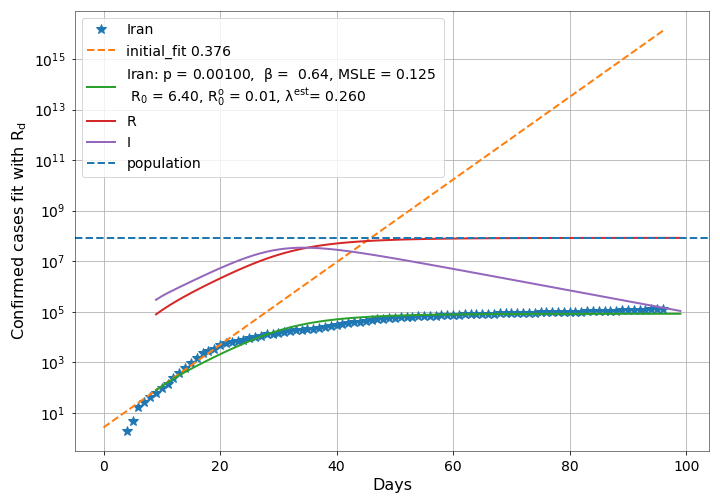 Iran
initial_fit 0.376
Iran: p = 0.00100,  β =  0.64, MSLE = 0.125
R₀ = 6.40, R₀ᵒ = 0.01, λᵉˢᵗ= 0.260
R
I
population
10¹⁵
10¹³
10¹¹
10⁹
10⁷
10⁵
10³
10¹
Confirmed cases fit with R_d
0 20 40 60 80 100
Days